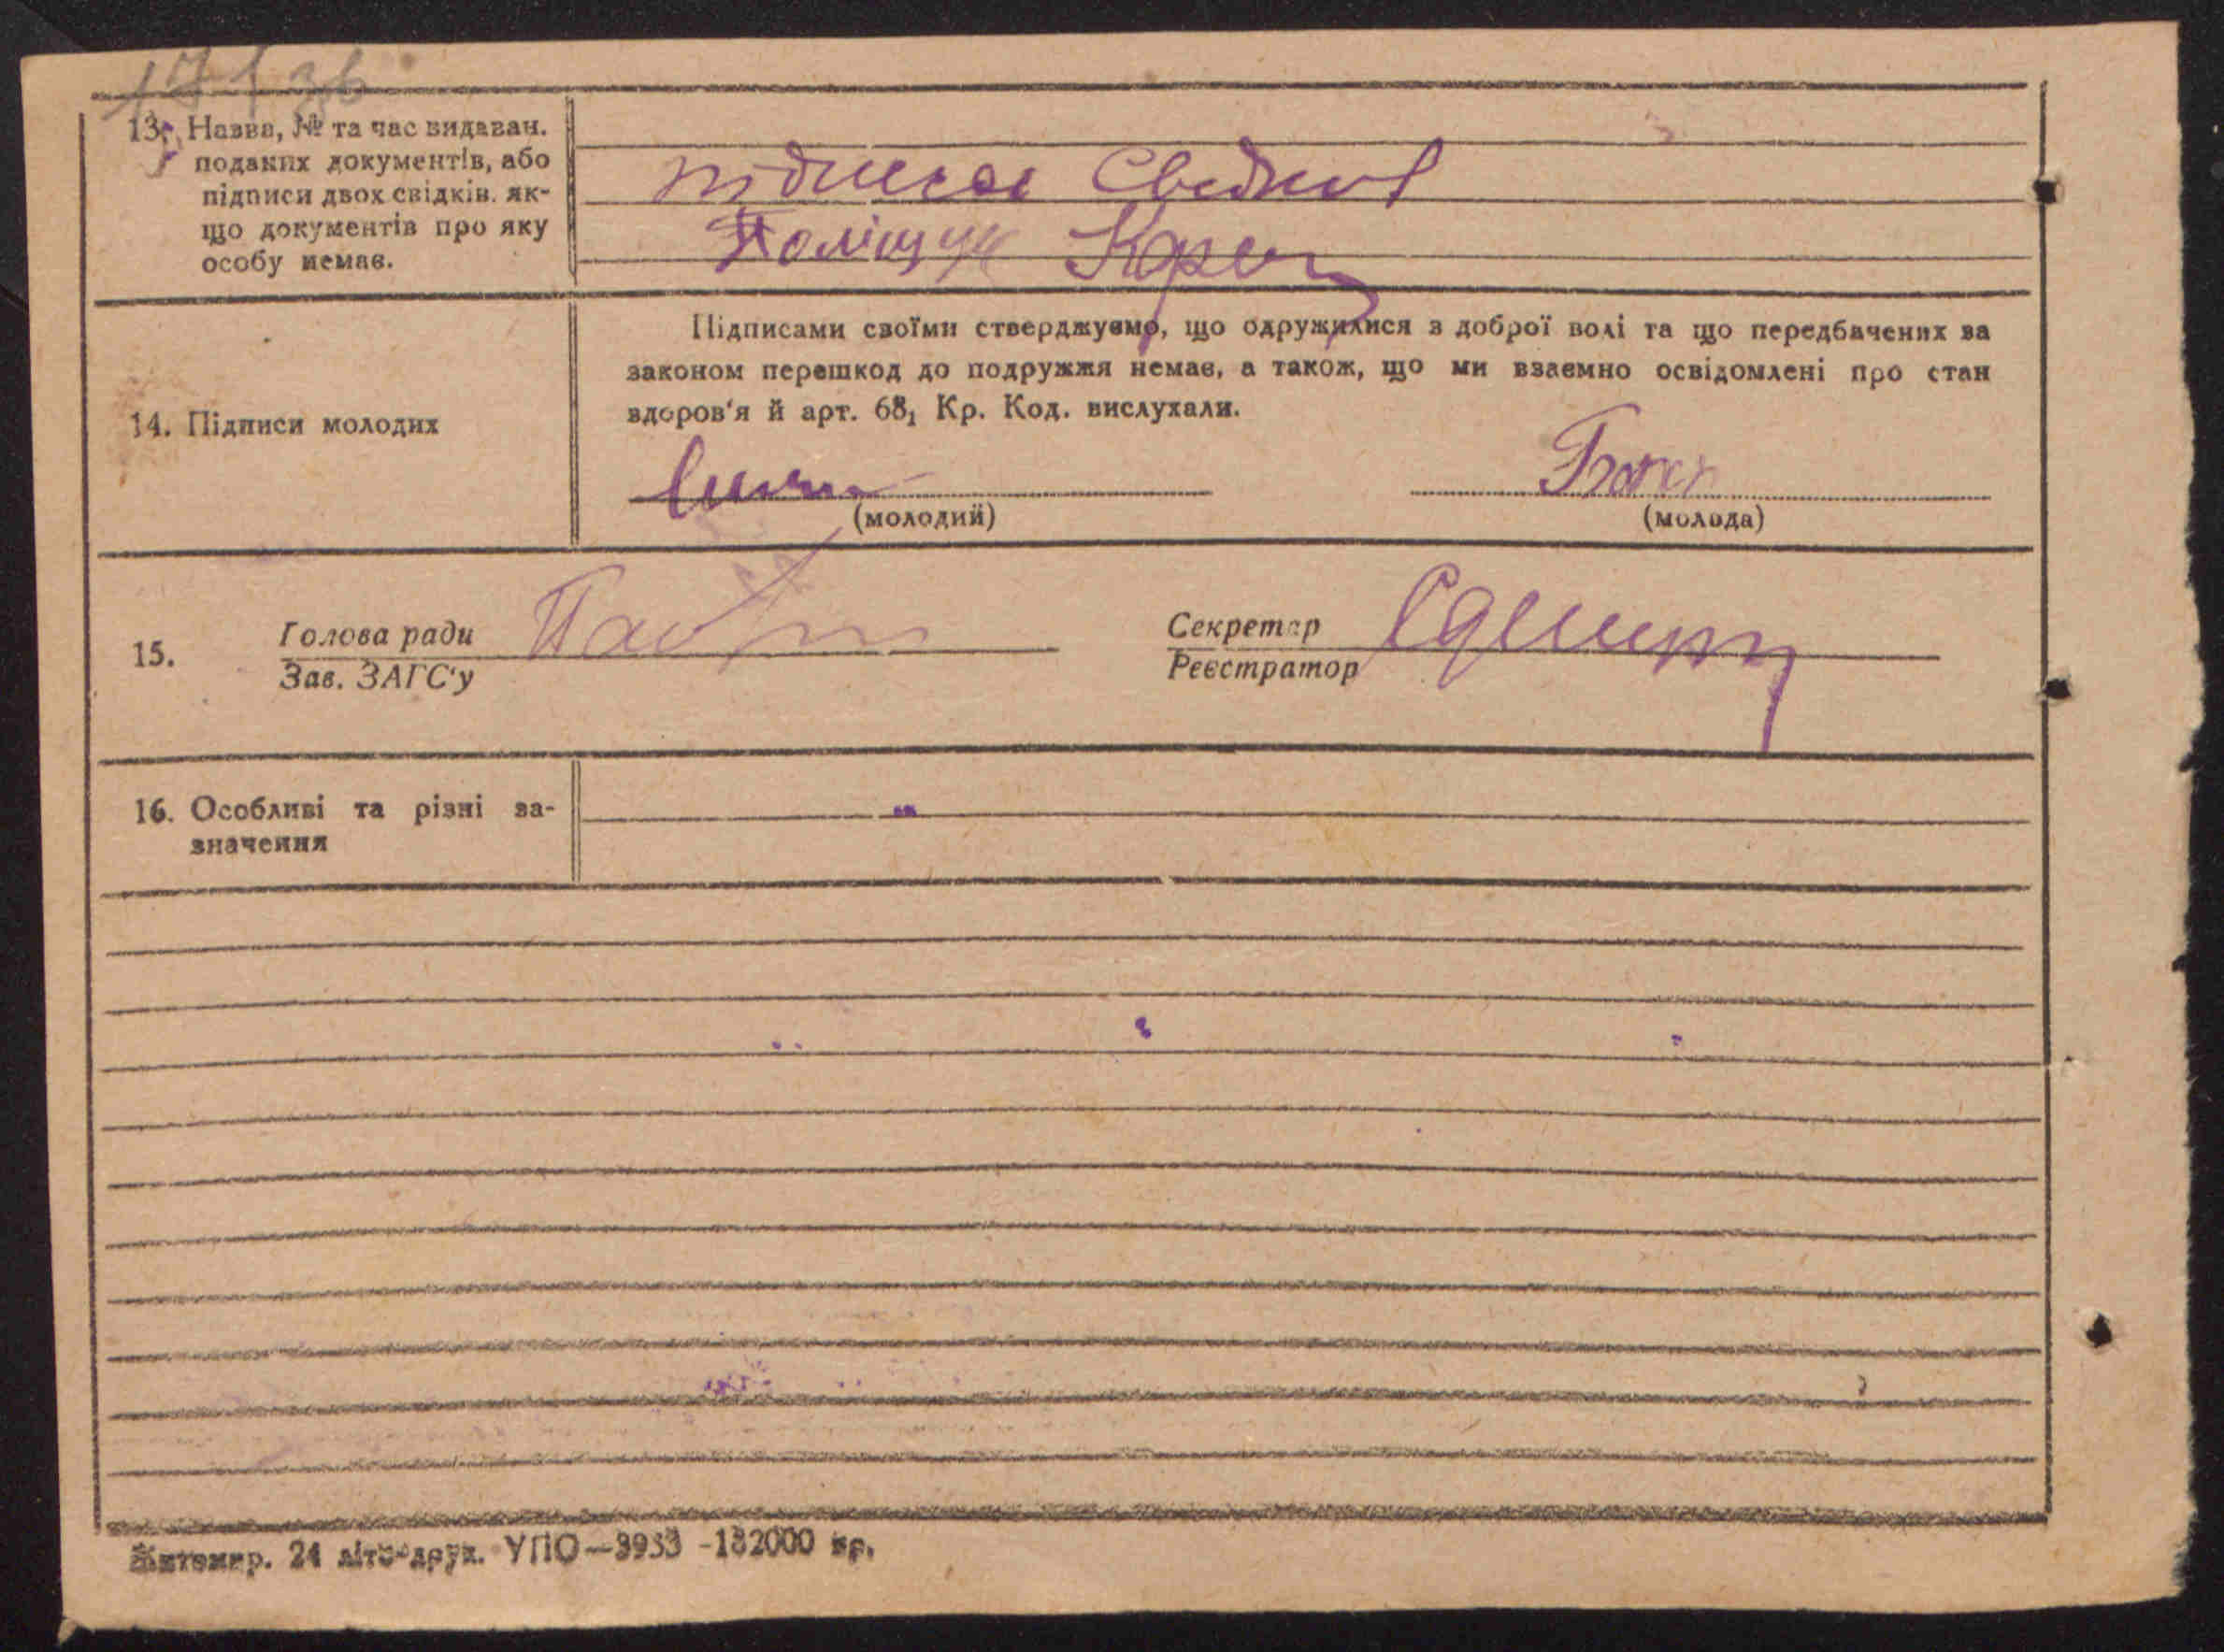 13. Назва, № та час видаван.
поданих документів, або
підписи двох свідків. як-
що документів про яку
особу немає.
підписи Свідков
Поліщук
Підписами своїми стверджуємо, що одружилися з доброї волі та що передбачених за
законом перешкод до подружжя немає, а також, що ми взаємно освідомлені про стан
здоров'я й арт. 68₁ Кр. Код. вислухали.
14. Підписи молодих
(молодий)
(молода)
15.
Голова ради
Зав. ЗАГС'у
Секретар
Реєстратор
16. Особливі та різні за-
значення
Житомир. 24 літо-друк. УПО—3933 -132000 пр.